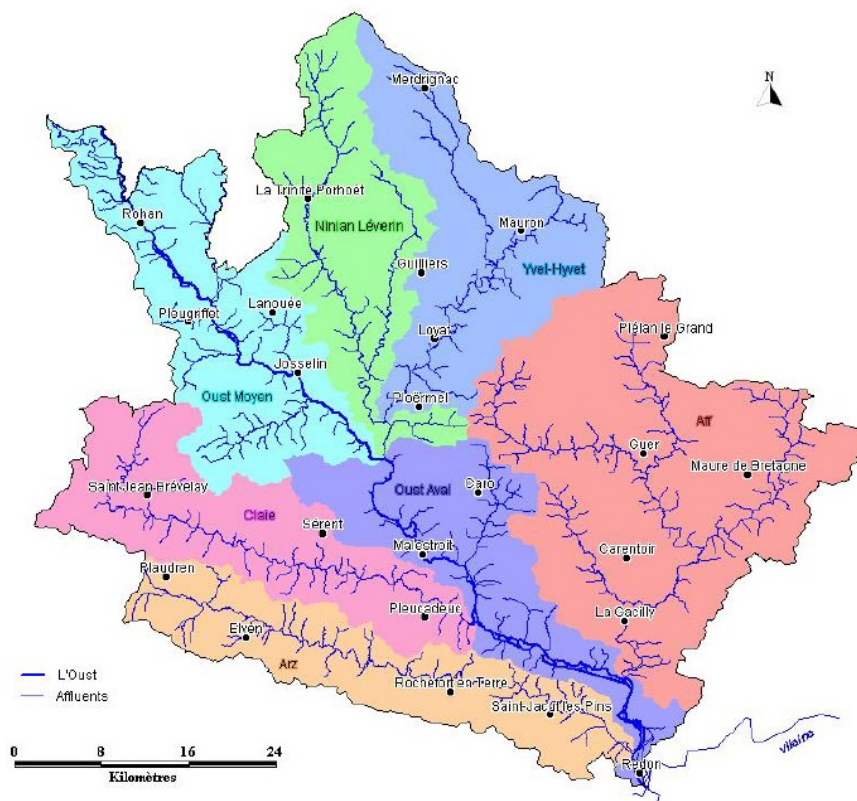 Merdrignac
N
La Trinité Porhoët
Rohan
Ninian Léverin
Mauron
Guilliers
Yvel-Hyvet
Lanouée
Plougriffet
Loyat
Plélan le Grand
Josselin
Oust Moyen
Ploërmel
Aff
Guer
Maure de Bretagne
Saint-Jean-Brévelay
Oust Aval
Caro
Claie
Sérent
Malestroit
Carentoir
Plaudren
Pleucadeuc
La Gacilly
Elven
Arz
L'Oust
Rochefort en Terre
Affluents
Saint-Jacut les Pins
Vilaine
0 8 16 24
Redon
Kilomètres